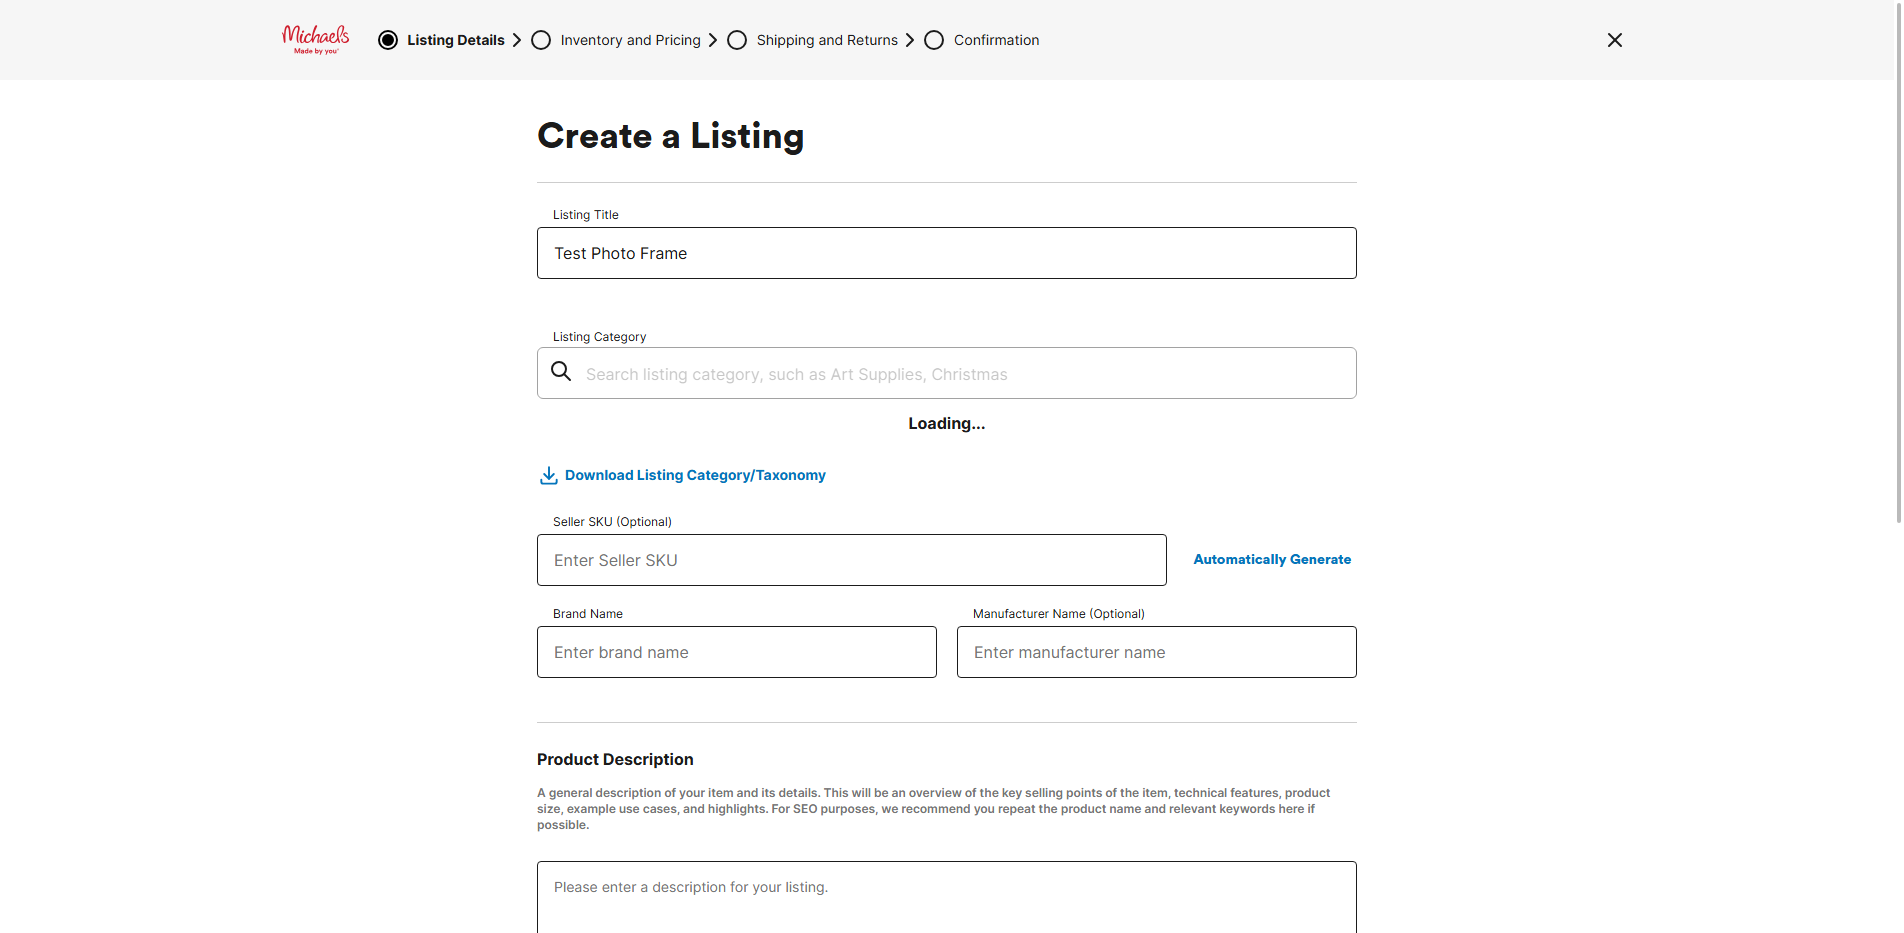 Michaels
Made by you
Listing Details
Inventory and Pricing
Shipping and Returns
Confirmation
Create a Listing
Listing Title
Test Photo Frame
Listing Category
Search listing category, such as Art Supplies, Christmas
Loading...
Download Listing Category/Taxonomy
Seller SKU (Optional)
Enter Seller SKU
Automatically Generate
Brand Name
Manufacturer Name (Optional)
Enter brand name
Enter manufacturer name
Product Description
A general description of your item and its details. This will be an overview of the key selling points of the item, technical features, product
size, example use cases, and highlights. For SEO purposes, we recommend you repeat the product name and relevant keywords here if
possible.
Please enter a description for your listing.